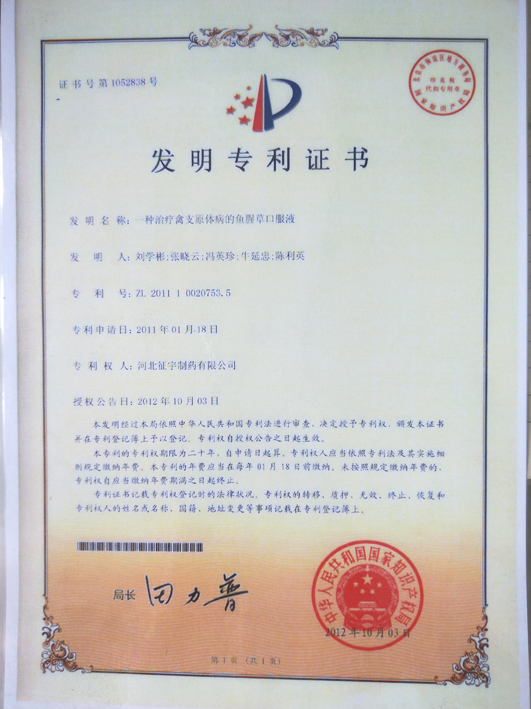 证书号第1052838号
印花税
代扣专用章
发明专利证书
发明名称:一种治疗禽支原体病的鱼腥草口服液
发明人:刘学彬;张晓云;冯英珍;牛延忠;陈利英
专利号:ZL 2011 1 0020753.5
专利申请日:2011年01月18日
专利权人:河北征宇制药有限公司
授权公告日:2012年10月03日
本发明经过本局依照中华人民共和国专利法进行审查,决定授予专利权,颁发本证书
并在专利登记簿上予以登记。专利权自授权公告之日起生效。
本专利的专利权期限为二十年,自申请日起算。专利权人应当依照专利法及其实施细
则规定缴纳年费。本专利的年费应当在每年01月18日前缴纳。未按照规定缴纳年费的,
专利权自应当缴纳年费期满之日起终止。
专利证书记载专利权登记时的法律状况。专利权的转移、质押、无效、终止、恢复和
专利权人的姓名或名称、国籍、地址变更等事项记载在专利登记簿上。
局长 田力普
中华人民共和国国家知识产权局
2012年10月03日
第1页(共1页)